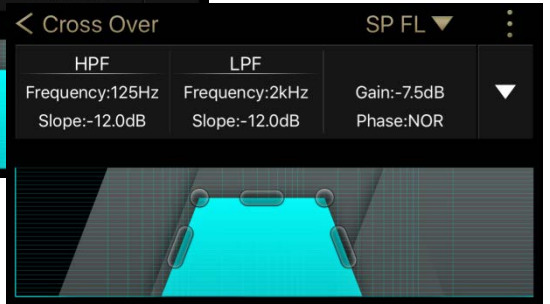 Cross Over
SP FL
HPF
LPF
Frequency:125Hz
Frequency:2kHz
Gain:-7.5dB
Slope:-12.0dB
Slope:-12.0dB
Phase:NOR